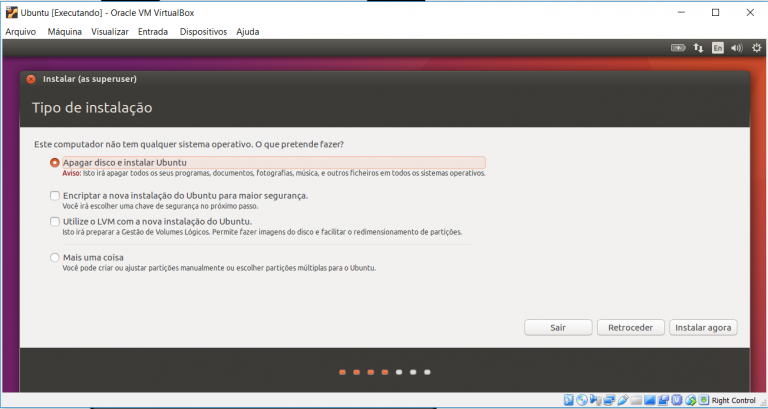 Ubuntu [Executando] - Oracle VM VirtualBox
Arquivo Máquina Visualizar Entrada Dispositivos Ajuda
En
Instalar (as superuser)
Tipo de instalação
Este computador não tem qualquer sistema operativo. O que pretende fazer?
Apagar disco e instalar Ubuntu
Aviso: Isto irá apagar todos os seus programas, documentos, fotografias, música, e outros ficheiros em todos os sistemas operativos.
Encriptar a nova instalação do Ubuntu para maior segurança.
Você irá escolher uma chave de segurança no próximo passo.
Utilize o LVM com a nova instalação do Ubuntu.
Isto irá preparar a Gestão de Volumes Lógicos. Permite fazer imagens do disco e facilitar o redimensionamento de partições.
Mais uma coisa
Você pode criar ou ajustar partições manualmente ou escolher partições múltiplas para o Ubuntu.
Sair Retroceder Instalar agora
Right Control